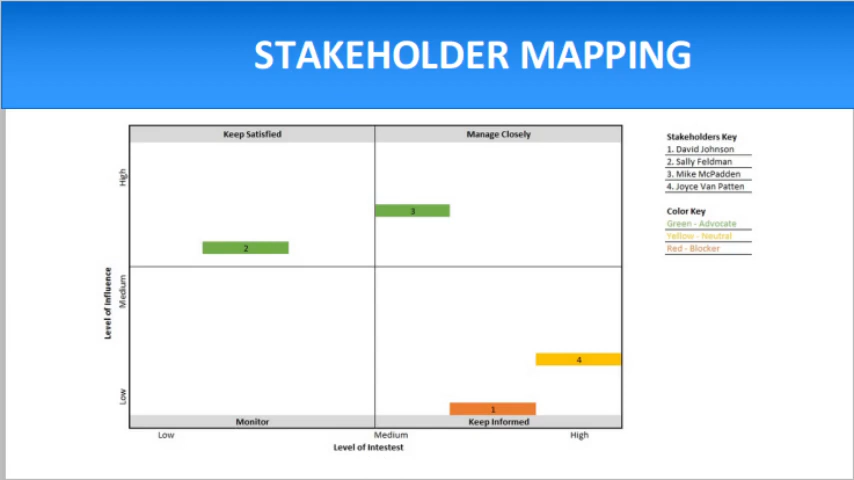 STAKEHOLDER MAPPING
Keep Satisfied
Manage Closely
High
Medium
Low
Level of Influence
3
2
4
1
Monitor
Keep Informed
Low
Medium
High
Level of Intestest
Stakeholders Key
1. David Johnson
2. Sally Feldman
3. Mike McPadden
4. Joyce Van Patten
Color Key
Green - Advocate
Yellow - Neutral
Red - Blocker